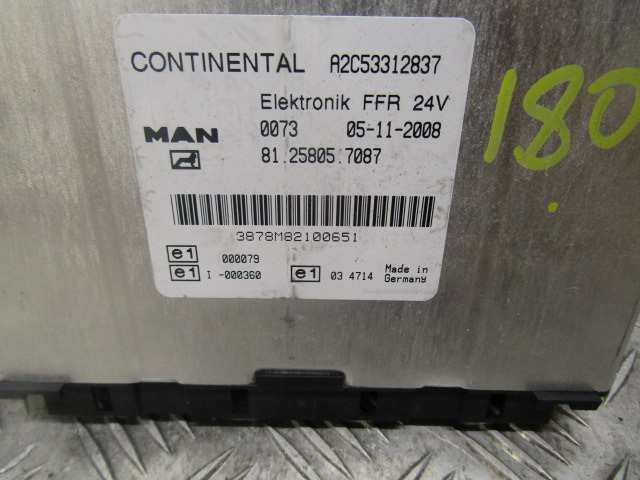 CONTINENTAL A2C53312837
Elektronik FFR 24V
MAN 0073 05-11-2008
81.25805.7087
3878M82100651
e1 000079
e1 I -000360 e1 03 4714 Made in
Germany
180